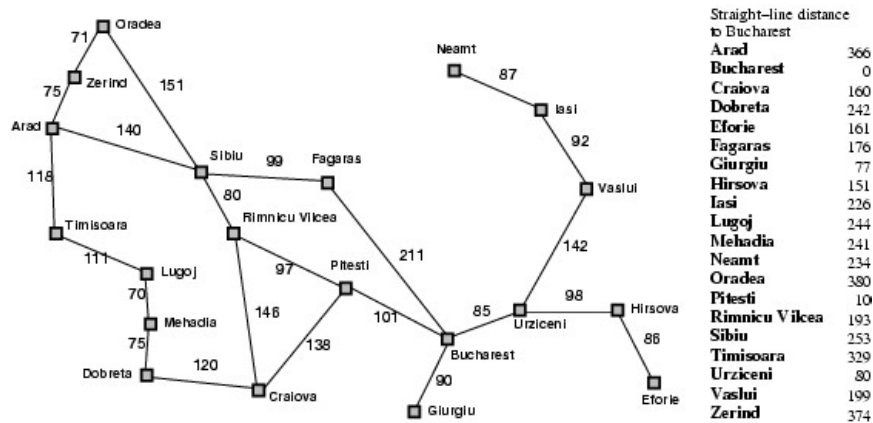 Straight–line distance
to Bucharest
Arad 366
Bucharest 0
Craiova 160
Dobreta 242
Eforie 161
Fagaras 176
Giurgiu 77
Hirsova 151
Iasi 226
Lugoj 244
Mehadia 241
Neamt 234
Oradea 380
Pitesti 10
Rimnicu Vilcea 193
Sibiu 253
Timisoara 329
Urziceni 80
Vaslui 199
Zerind 374
Oradea
71
Neamt
87
Zerind
75
151
Iasi
Arad
140
92
Sibiu
99
Fagaras
118
80
Vaslui
Timisoara
Rimnicu Vilcea
111
211
142
Lugoj
97
Pitesti
70
98
Hirsova
146
101
85
Mehadia
Urziceni
75
138
86
120
Bucharest
Dobreta
90
Craiova
Eforie
Giurgiu